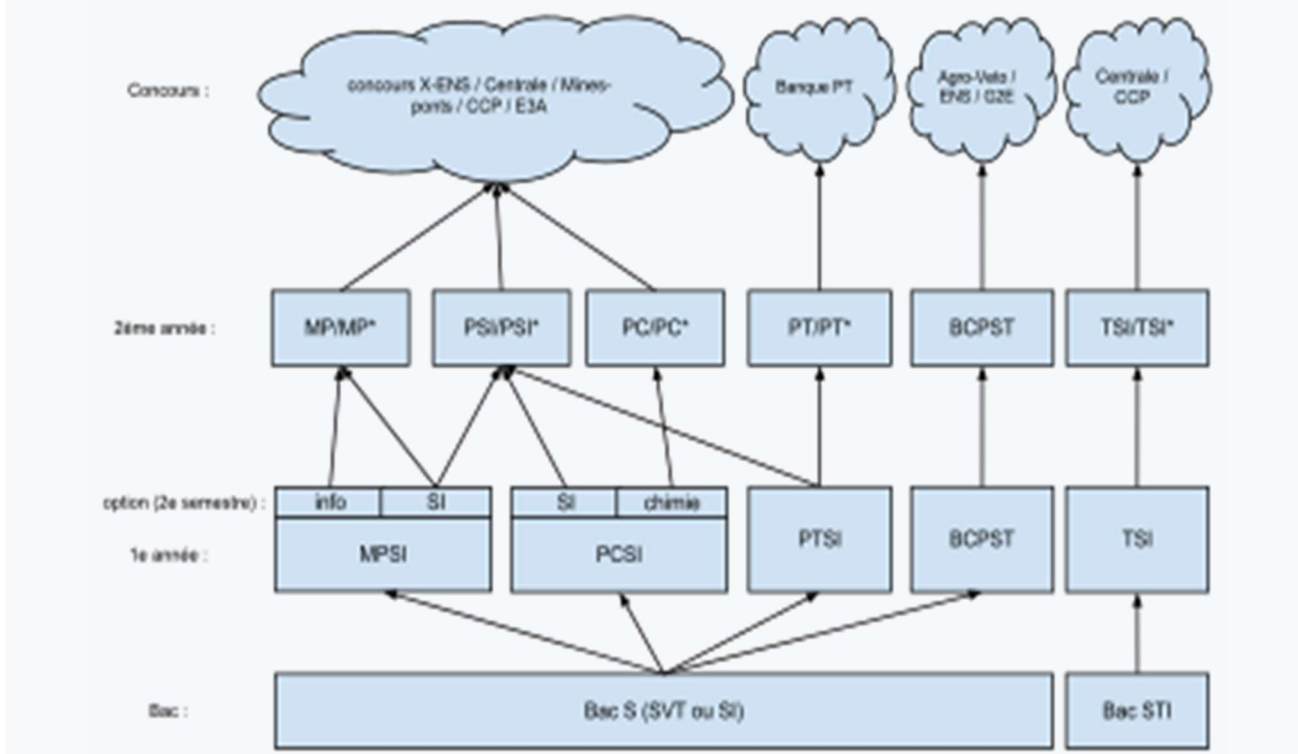 Concours :
concours X-ENS / Centrale / Mines-
ponts / CCP / E3A
Banque PT
Agro-Veto /
ENS / G2E
Centrale /
CCP
2éme année :
MP/MP*
PSI/PSI*
PC/PC*
PT/PT*
BCPST
TSI/TSI*
option (2e semestre) :
info
SI
SI
chimie
1e année :
MPSI
PCSI
PTSI
BCPST
TSI
Bac :
Bac S (SVT ou SI)
Bac STI